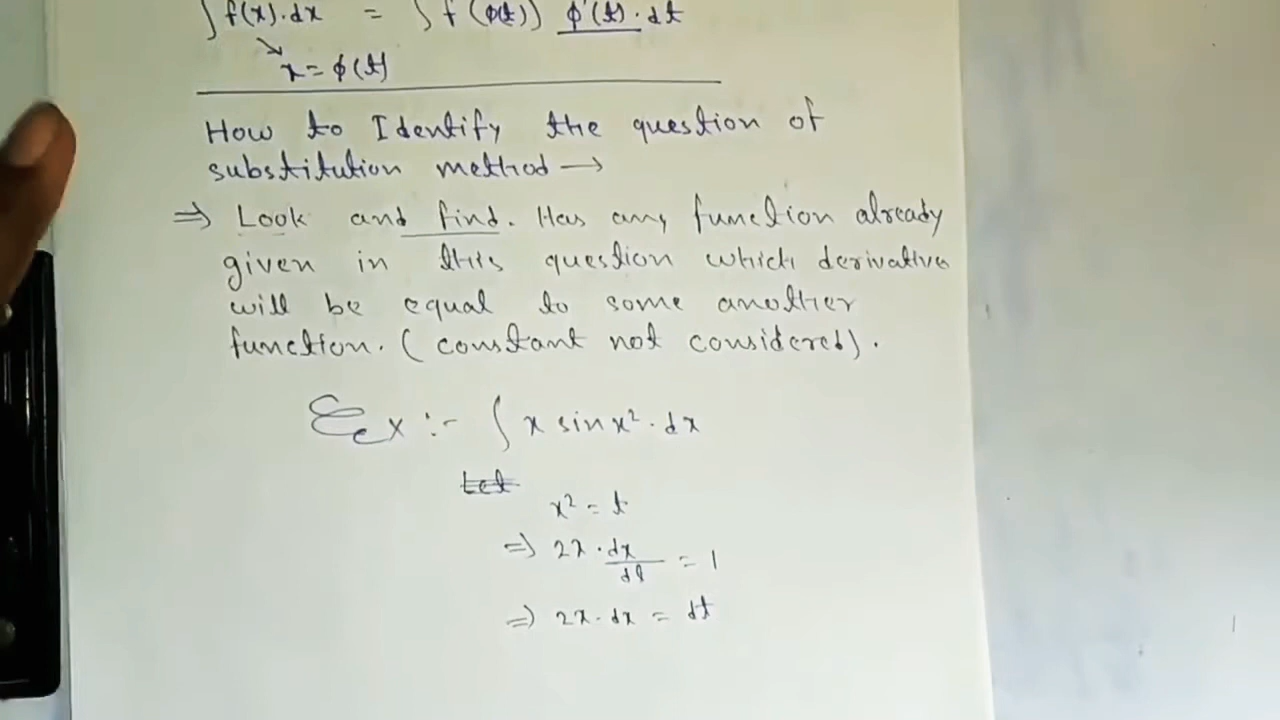 ∫ f(x).dx = ∫ f(ϕ(t)) ϕ'(t).dt
x = ϕ(t)
How to Identify the question of
substitution method →
⇒ Look and find. Has any function already
given in this question which derivative
will be equal to some another
function. (constant not considered).
Ex :- ∫ x sin x². dx
Let
x² = t
⇒ 2x . dx/dt = 1
⇒ 2x. dx = dt